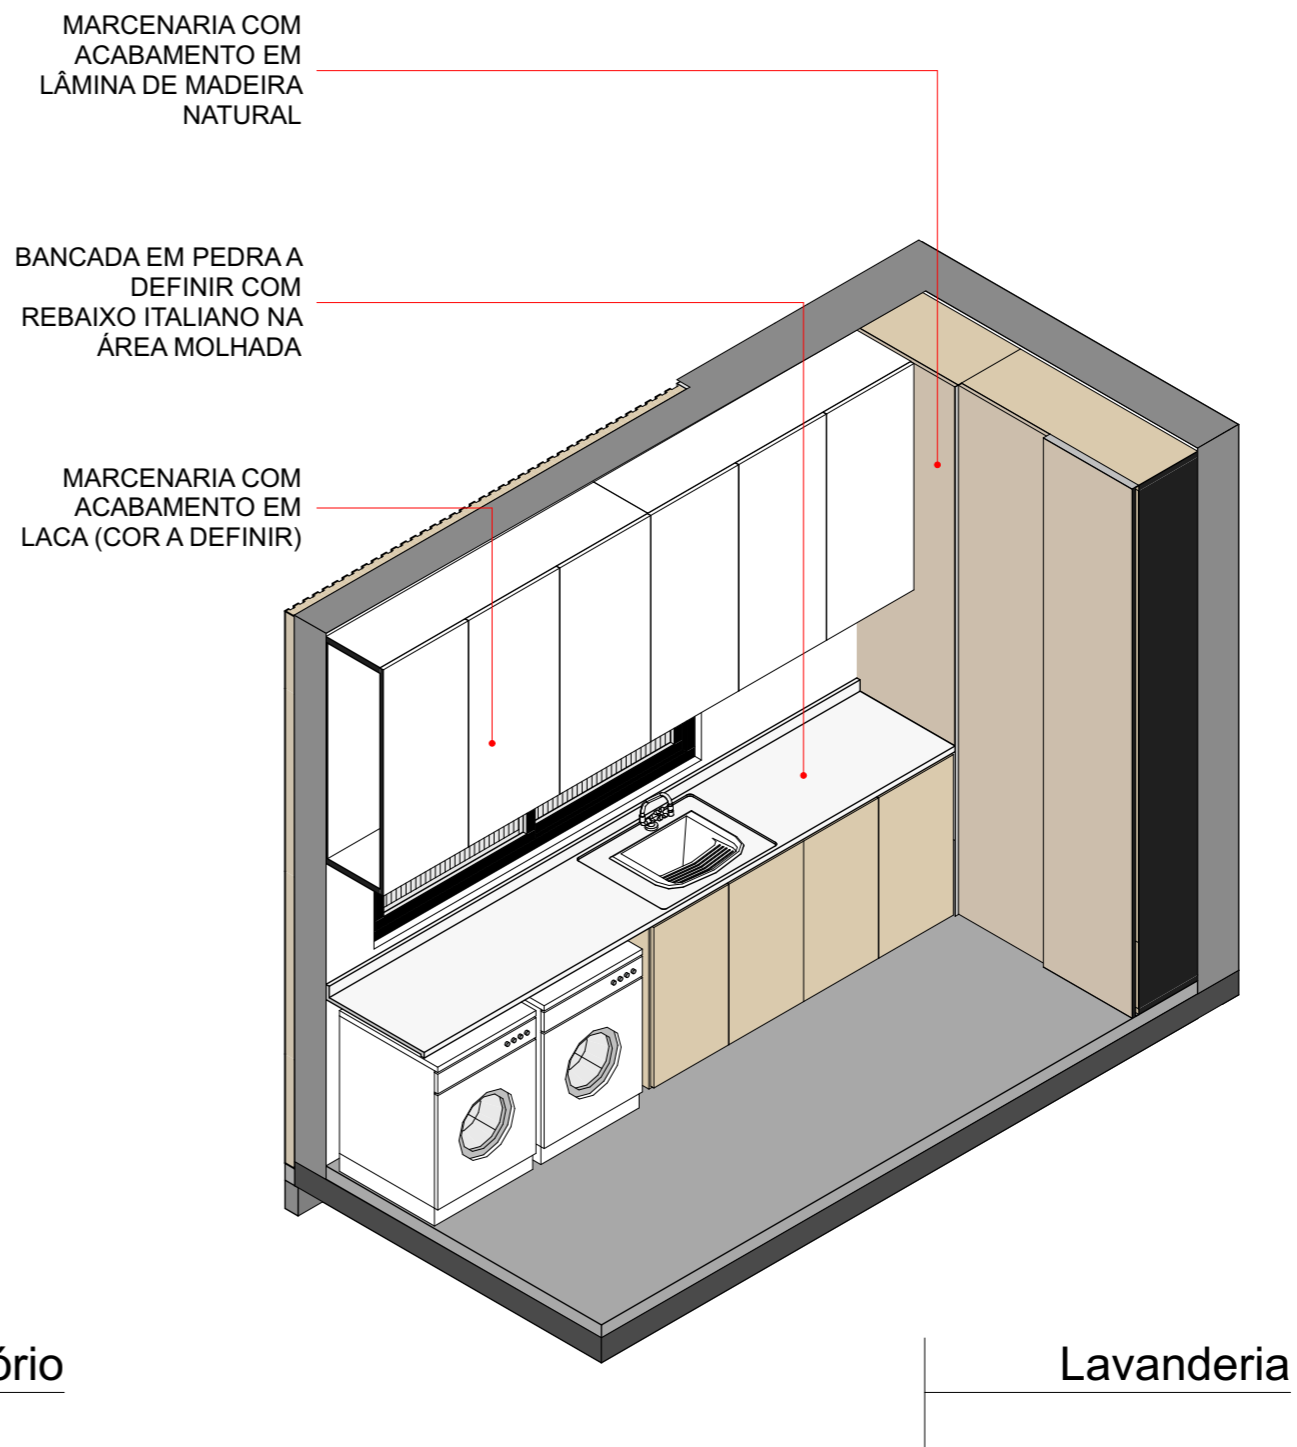 MARCENARIA COM
ACABAMENTO EM
LÂMINA DE MADEIRA
NATURAL
BANCADA EM PEDRA A
DEFINIR COM
REBAIXO ITALIANO NA
ÁREA MOLHADA
MARCENARIA COM
ACABAMENTO EM
LACA (COR A DEFINIR)
ório
Lavanderia